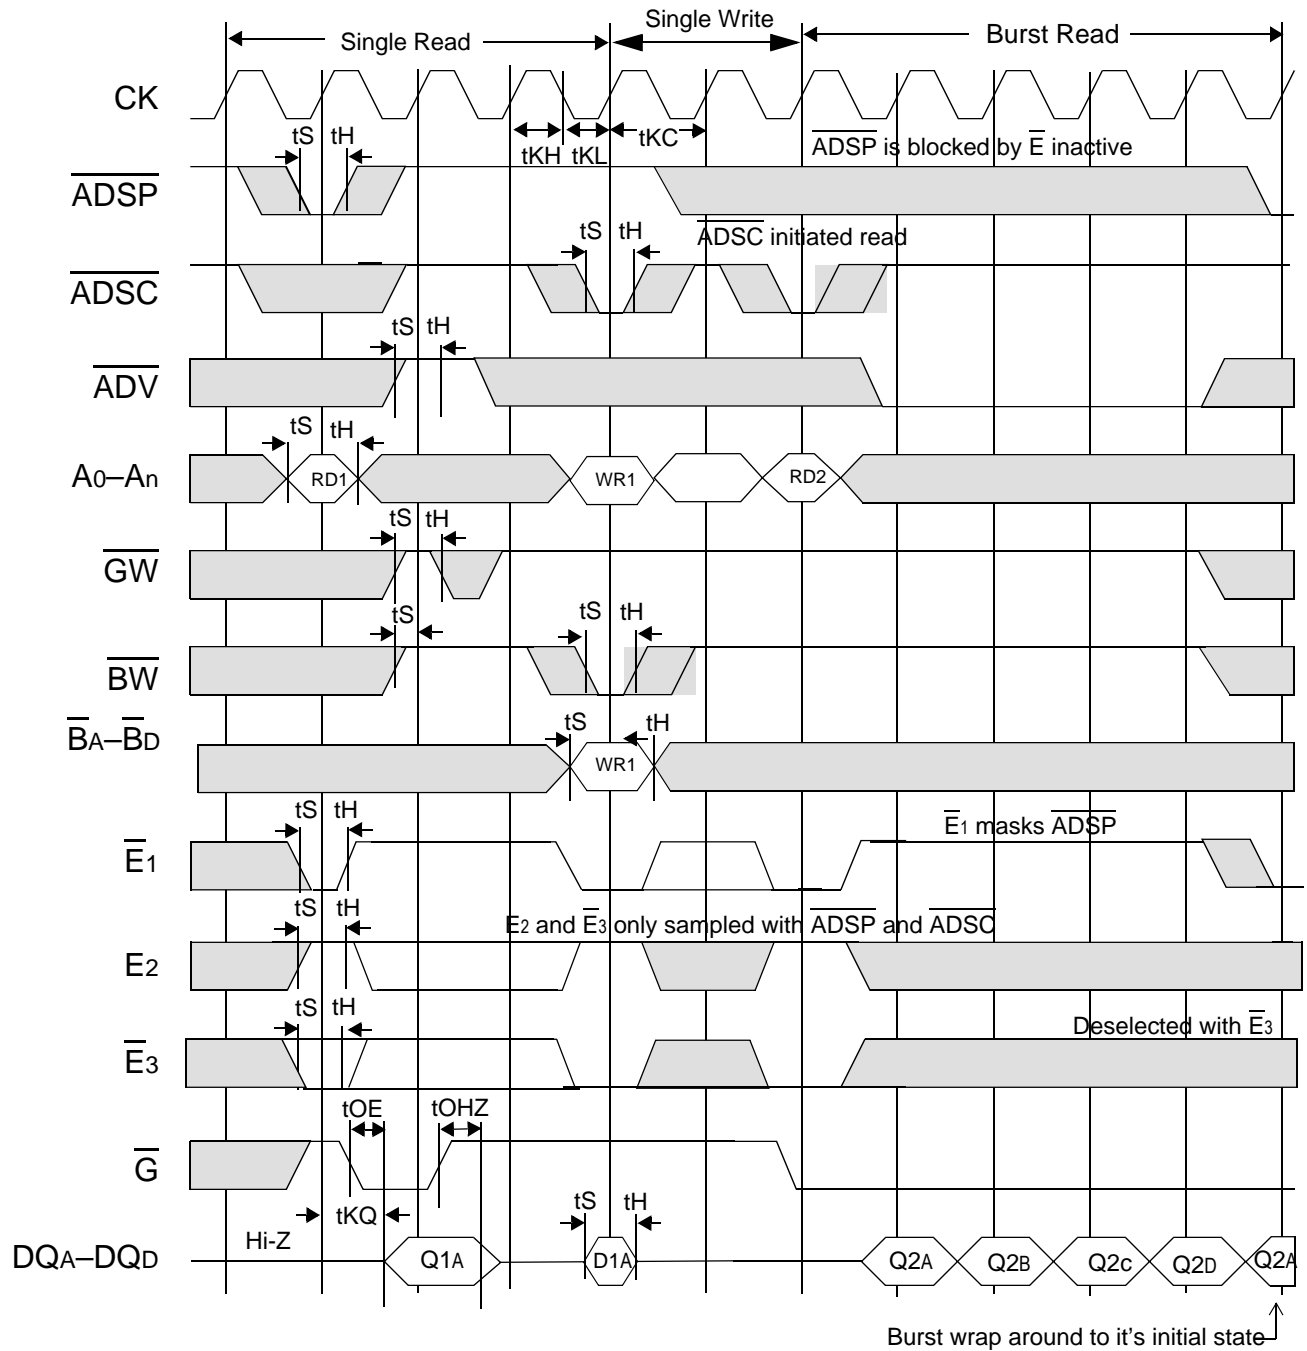 Single Read
Single Write
Burst Read
CK
tS tH
tKH tKL tKC
ADSP is blocked by E inactive
ADSP
tS tH
ADSC initiated read
ADSC
tS tH
ADV
tS tH
A0–An
RD1
WR1
RD2
tS tH
GW
tS
tS tH
BW
BA–BD
tS tH
WR1
tS tH
E1 masks ADSP
E1
tS tH
E2 and E3 only sampled with ADSP and ADSC
E2
tS tH
Deselected with E3
E3
tOE tOHZ
G
tS tH
tKQ
Hi-Z
DQA–DQD
Q1A
D1A
Q2A
Q2B
Q2c
Q2D
Q2A
Burst wrap around to it's initial state